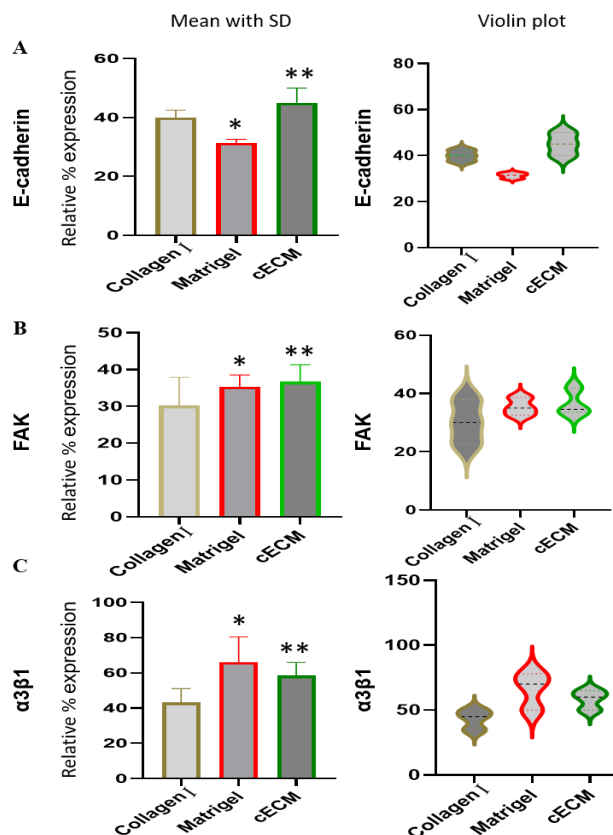 Mean with SD
Violin plot
A
E-cadherin
Relative % expression
60
40
20
0
*
**
Collagen I
Matrigel
cECM
E-cadherin
80
60
40
20
0
Collagen I
Matrigel
cECM
B
FAK
Relative % expression
50
40
30
20
10
0
*
**
Collagen I
Matrigel
cECM
FAK
60
40
20
0
Collagen I
Matrigel
cECM
C
α3β1
Relative % expression
100
80
60
40
20
0
*
**
Collagen I
Matrigel
cECM
α3β1
150
100
50
0
Collagen I
Matrigel
cECM